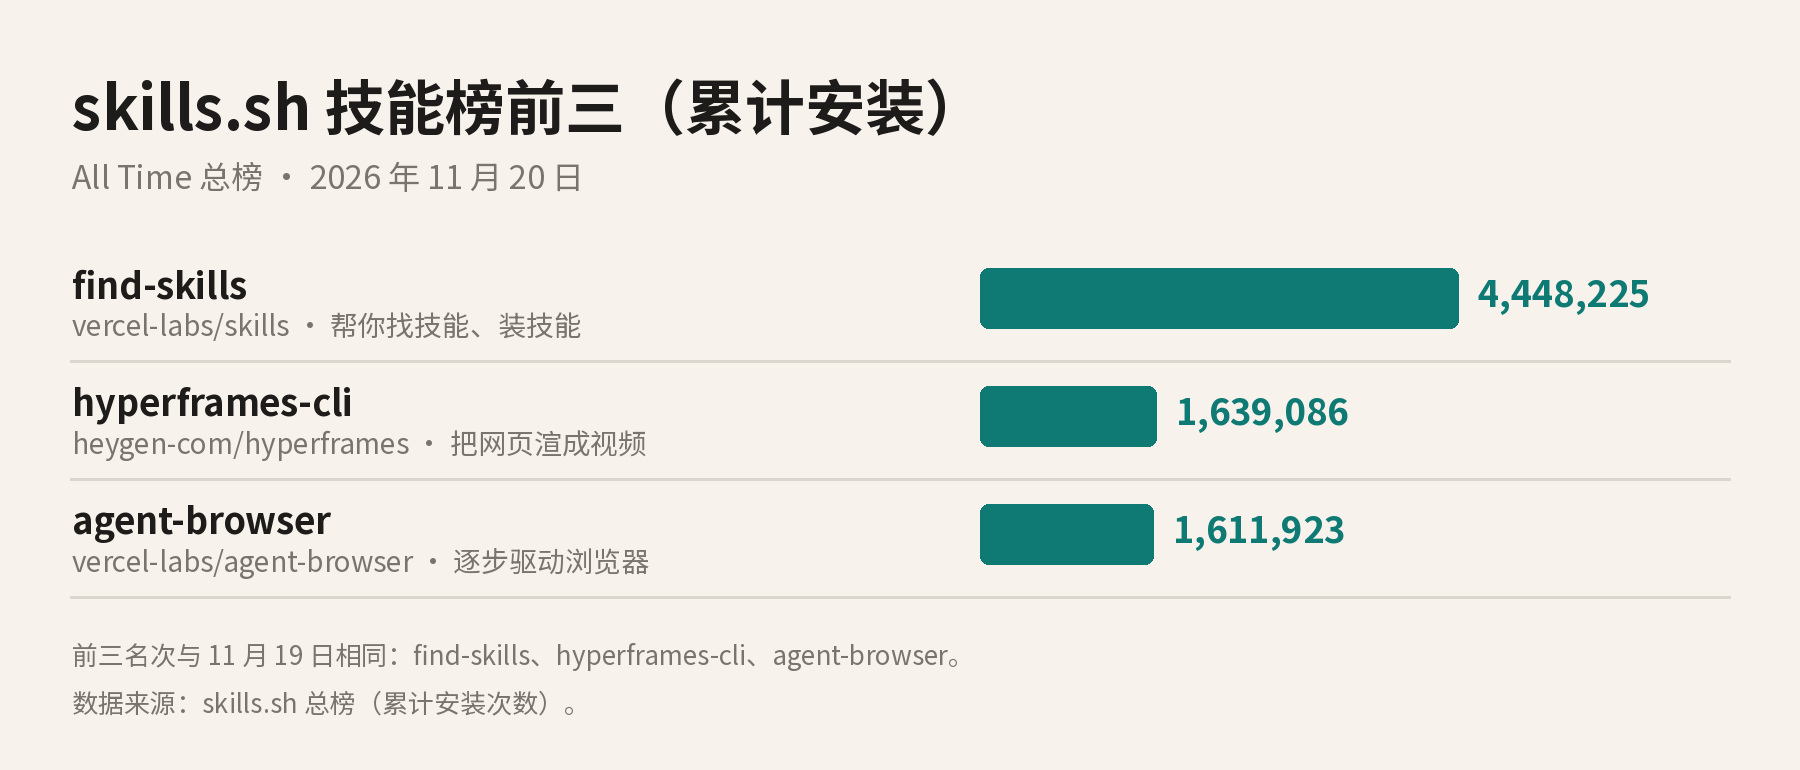 skills.sh 技能榜前三（累计安装）
All Time 总榜 · 2026 年 11 月 20 日
find-skills
vercel-labs/skills · 帮你找技能、装技能
4,448,225
hyperframes-cli
heygen-com/hyperframes · 把网页渲成视频
1,639,086
agent-browser
vercel-labs/agent-browser · 逐步驱动浏览器
1,611,923
前三名次与 11 月 19 日相同：find-skills、hyperframes-cli、agent-browser。
数据来源：skills.sh 总榜（累计安装次数）。